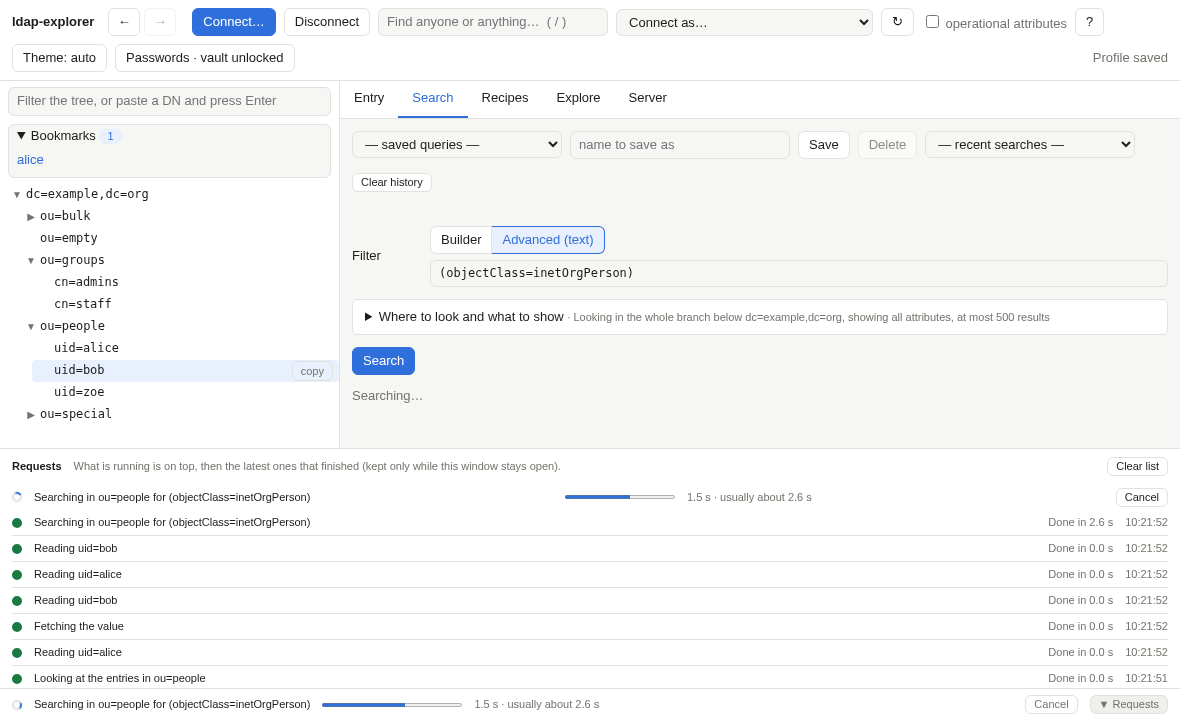 ldap-explorer ← → Connect… Disconnect Find anyone or anything… ( / ) Connect as… ↻ operational attributes ?
Theme: auto Passwords · vault unlocked Profile saved
Filter the tree, or paste a DN and press Enter
▼ Bookmarks 1
alice
▼ dc=example,dc=org
▶ ou=bulk
ou=empty
▼ ou=groups
cn=admins
cn=staff
▼ ou=people
uid=alice
uid=bob copy
uid=zoe
▶ ou=special
Entry Search Recipes Explore Server
— saved queries — name to save as Save Delete — recent searches —
Clear history
Filter
Builder Advanced (text)
(objectClass=inetOrgPerson)
▶ Where to look and what to show · Looking in the whole branch below dc=example,dc=org, showing all attributes, at most 500 results
Search
Searching…
Requests What is running is on top, then the latest ones that finished (kept only while this window stays open). Clear list
Searching in ou=people for (objectClass=inetOrgPerson) 1.5 s · usually about 2.6 s Cancel
Searching in ou=people for (objectClass=inetOrgPerson) Done in 2.6 s 10:21:52
Reading uid=bob Done in 0.0 s 10:21:52
Reading uid=alice Done in 0.0 s 10:21:52
Reading uid=bob Done in 0.0 s 10:21:52
Fetching the value Done in 0.0 s 10:21:52
Reading uid=alice Done in 0.0 s 10:21:52
Looking at the entries in ou=people Done in 0.0 s 10:21:51
Searching in ou=people for (objectClass=inetOrgPerson) 1.5 s · usually about 2.6 s Cancel ▼ Requests